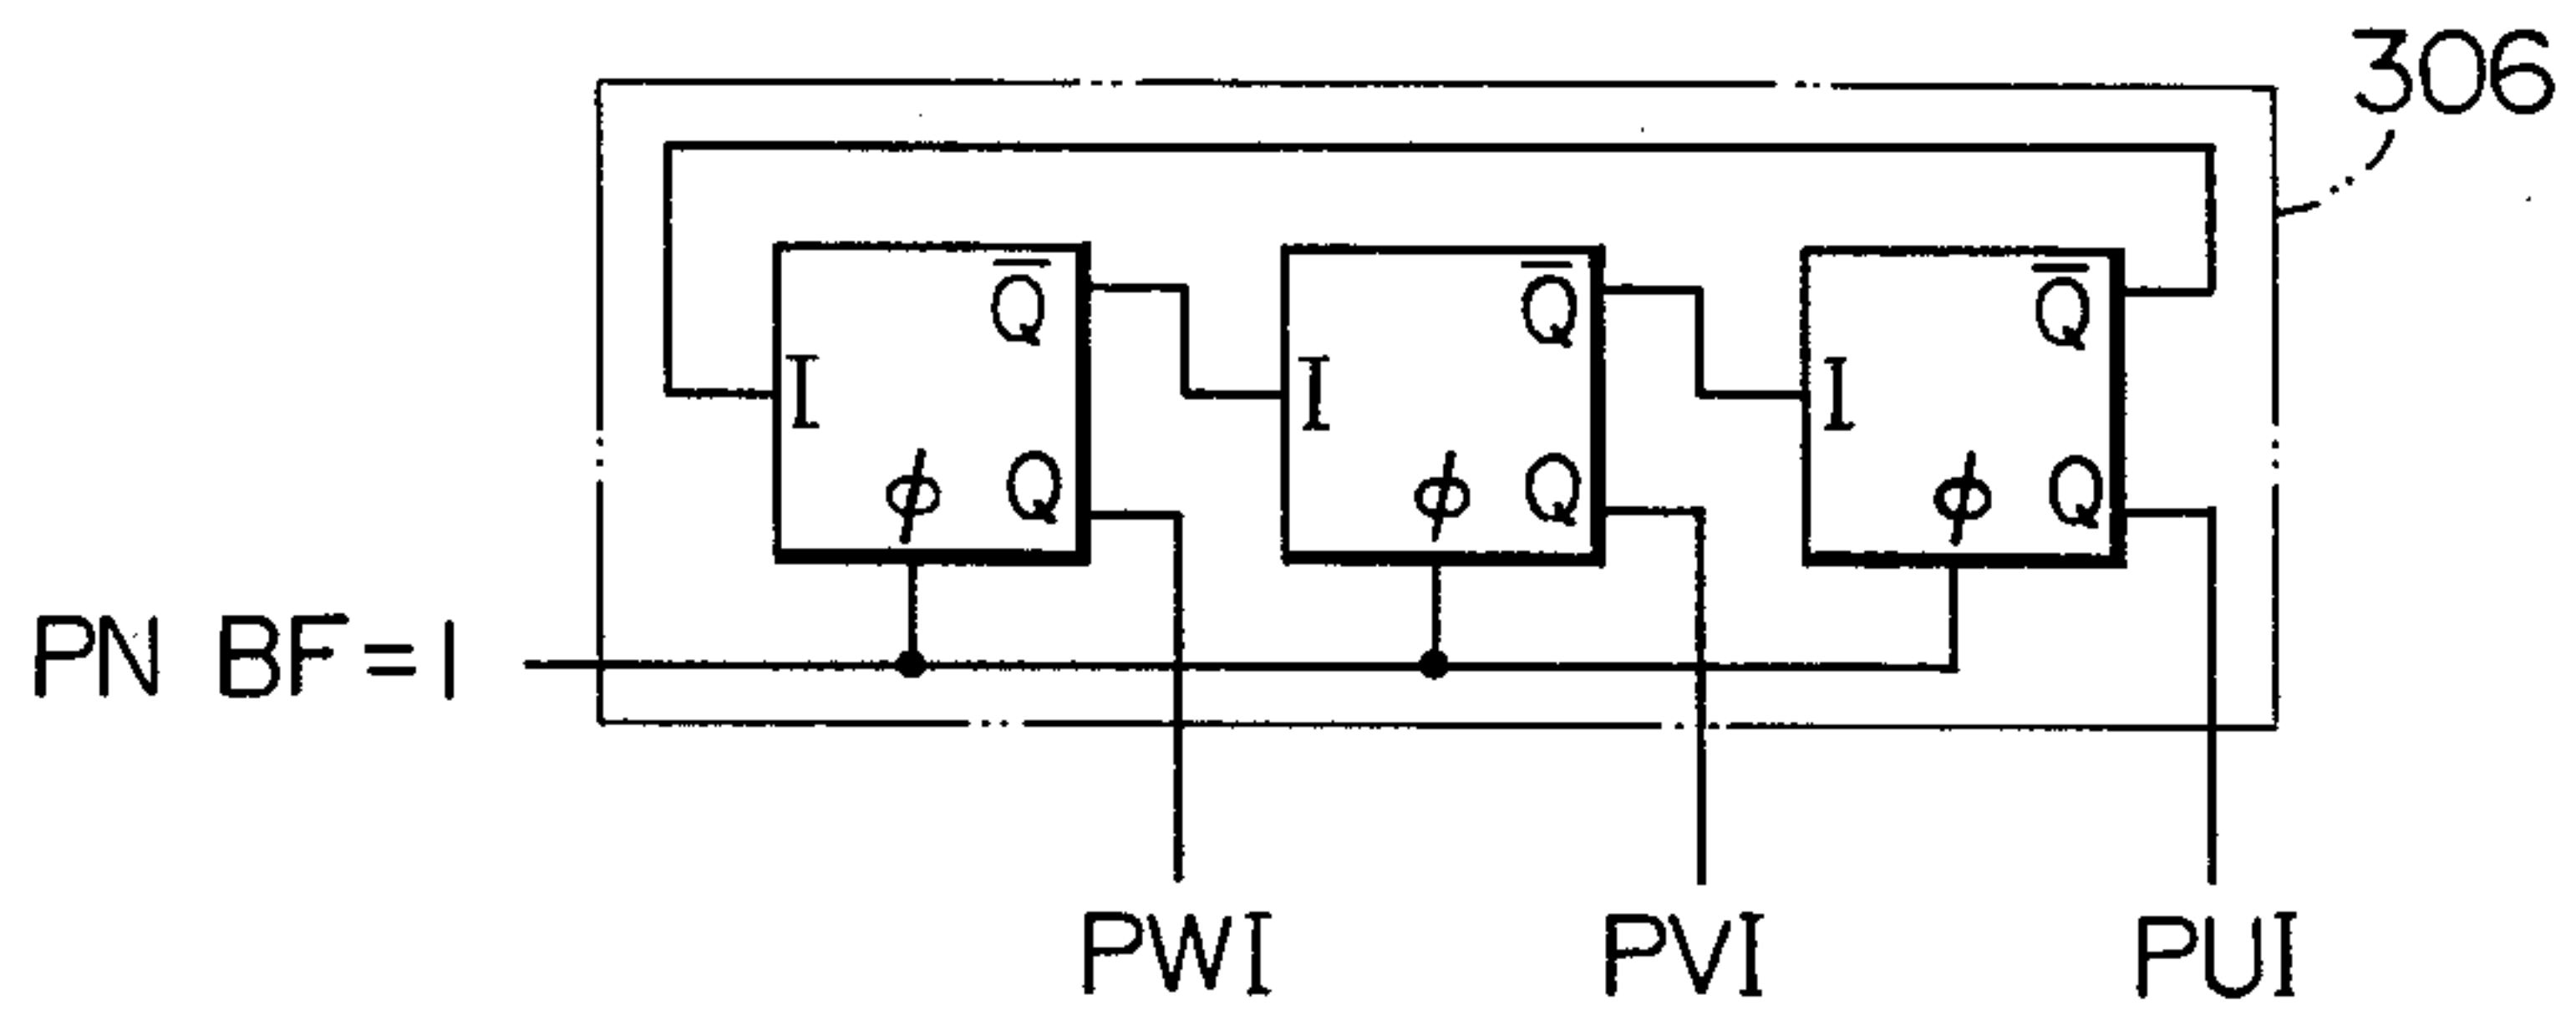 306
Q̅ Q̅ Q̅
I I I
ϕ Q ϕ Q ϕ Q
PN BF=1
PWI PVI PUI